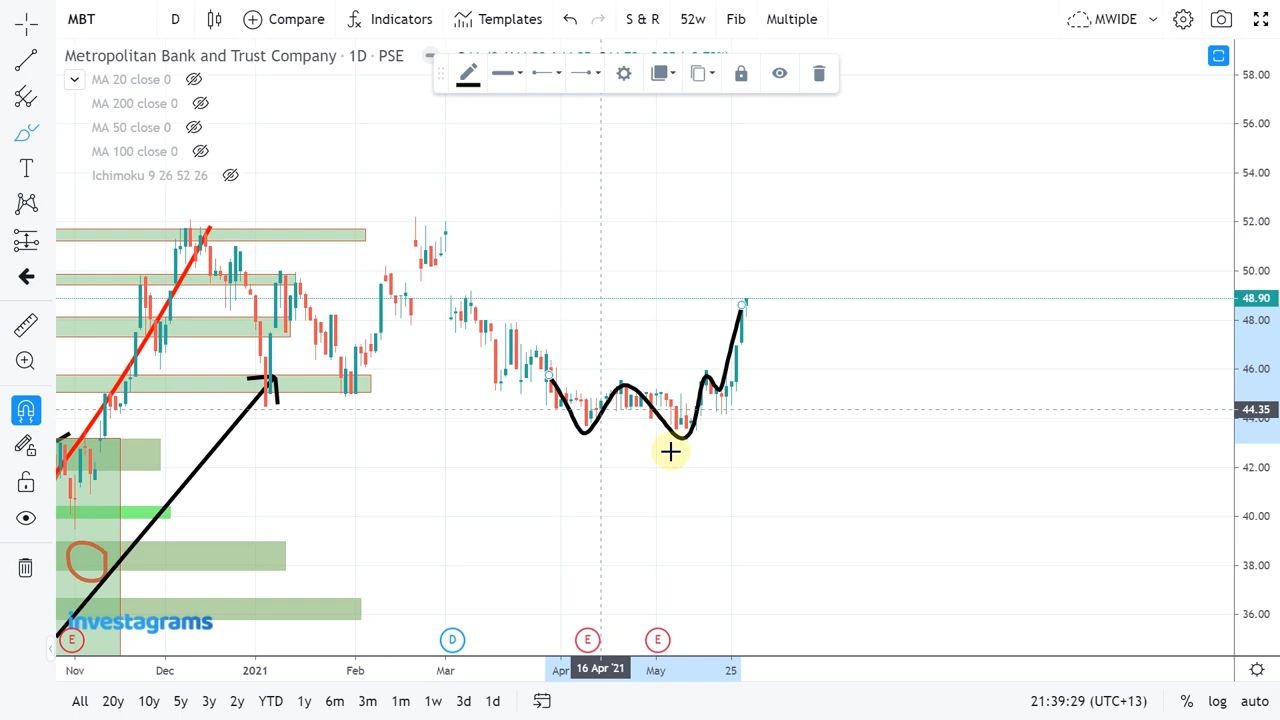 MBT D Compare Indicators Templates S & R 52w Fib Multiple MWIDE
Metropolitan Bank and Trust Company · 1D · PSE
MA 20 close 0
MA 200 close 0
MA 50 close 0
MA 100 close 0
Ichimoku 9 26 52 26
58.00
56.00
54.00
52.00
50.00
48.90
48.00
46.00
44.35
44.00
42.00
40.00
38.00
36.00
investagrams
E D E E
Nov Dec 2021 Feb Mar Apr 16 Apr '21 May 25
All 20y 10y 5y 3y 2y YTD 1y 6m 3m 1m 1w 3d 1d 21:39:29 (UTC+13) % log auto